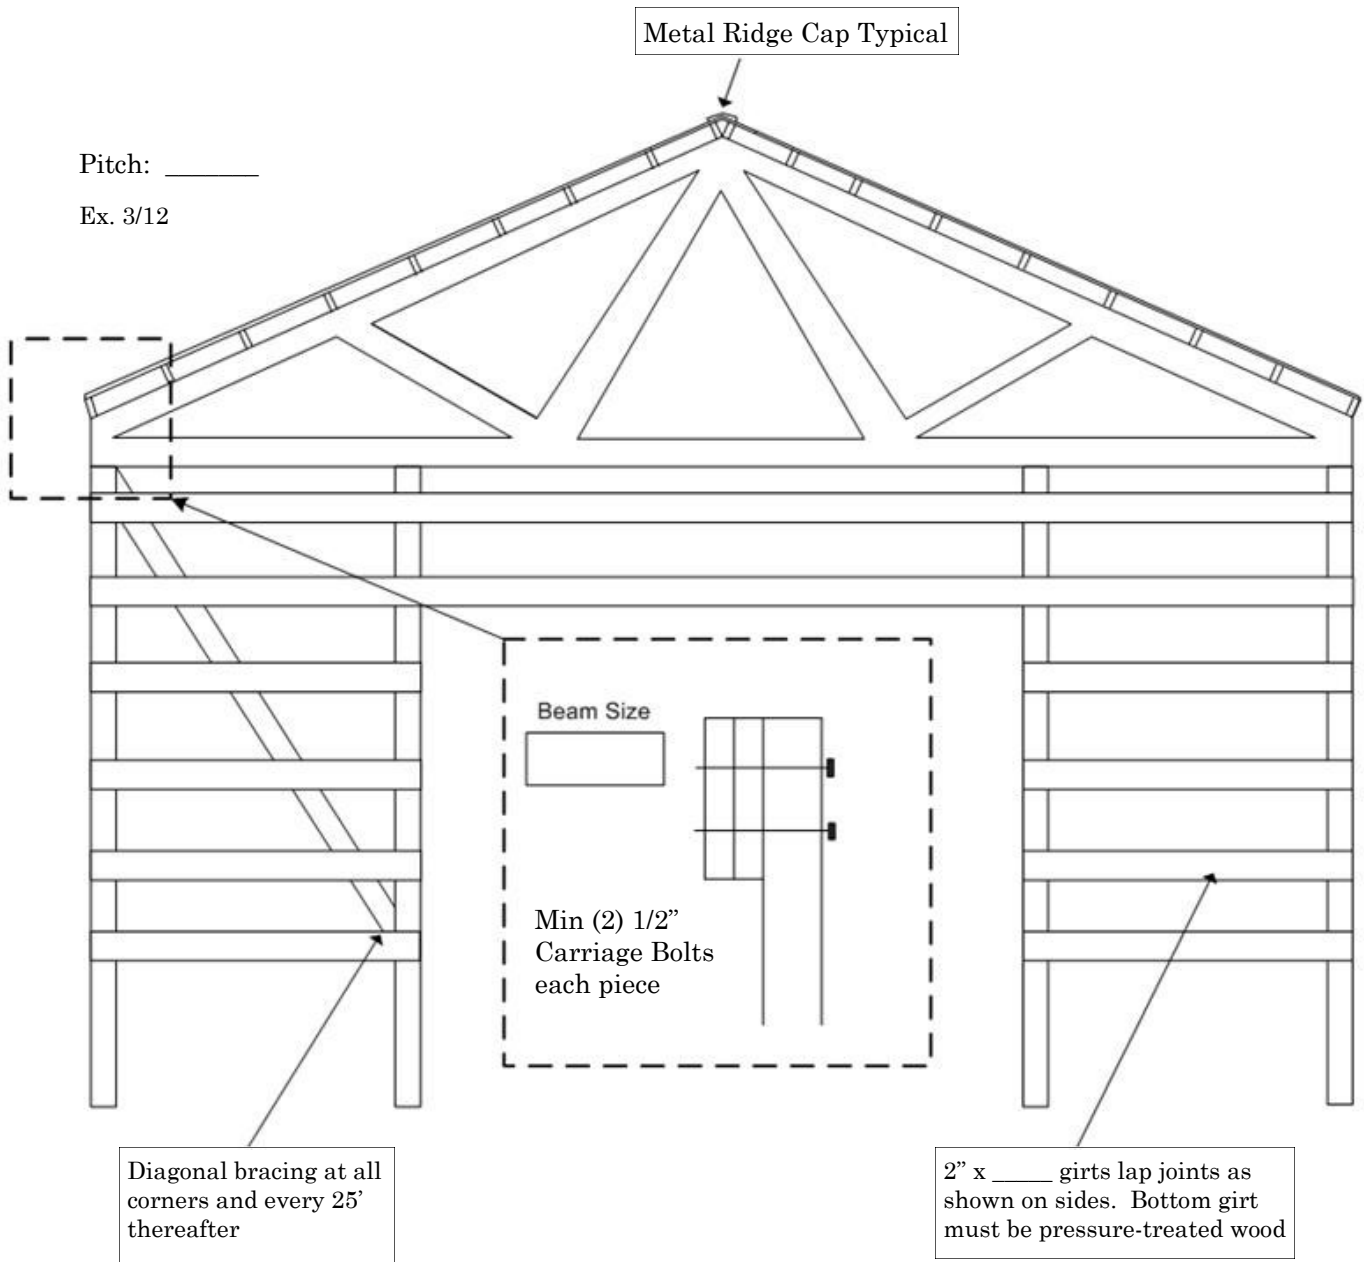 Metal Ridge Cap Typical
Pitch: _______
Ex. 3/12
Beam Size
Min (2) 1/2”
Carriage Bolts
each piece
Diagonal bracing at all
corners and every 25’
thereafter
2” x _____ girts lap joints as
shown on sides.  Bottom girt
must be pressure-treated wood